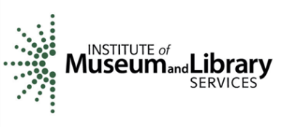 INSTITUTE of
Museum and Library
SERVICES